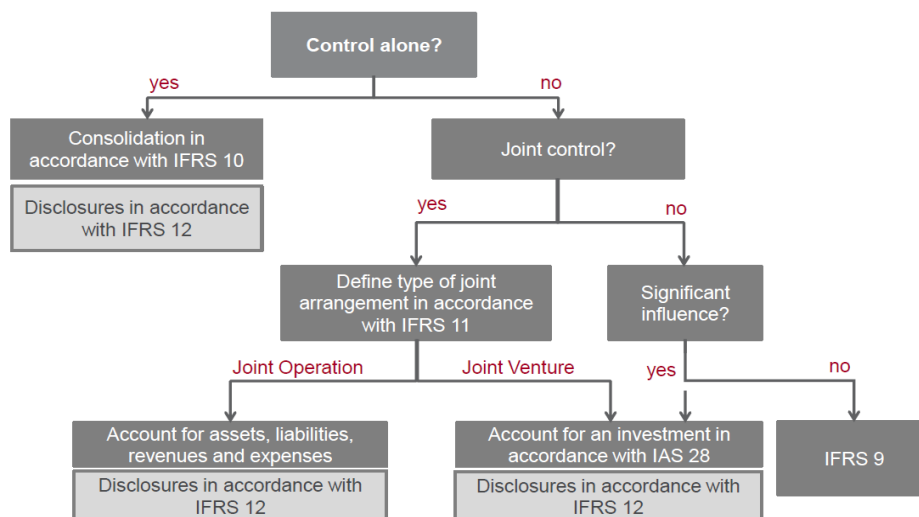 Control alone?
yes
no
Consolidation in
accordance with IFRS 10
Joint control?
Disclosures in accordance
with IFRS 12
yes
no
Define type of joint
arrangement in accordance
with IFRS 11
Significant
influence?
Joint Operation
Joint Venture
yes
no
Account for assets, liabilities,
revenues and expenses
Account for an investment in
accordance with IAS 28
IFRS 9
Disclosures in accordance with
IFRS 12
Disclosures in accordance with
IFRS 12